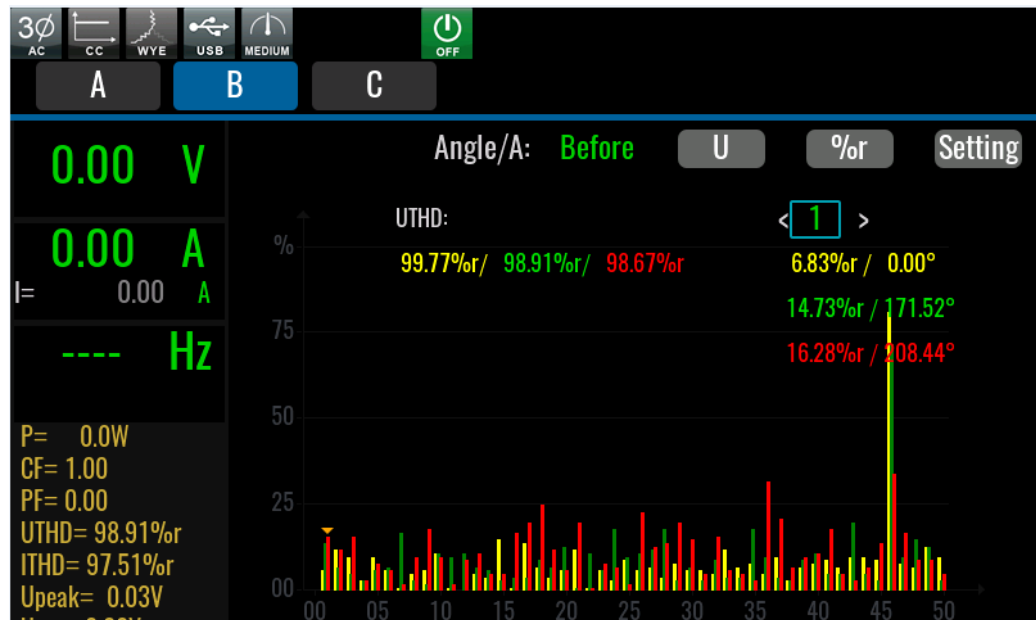 3Ø AC CC WYE USB MEDIUM OFF
A B C
0.00 V
0.00 A
I= 0.00 A
---- Hz
P= 0.0W
CF= 1.00
PF= 0.00
UTHD= 98.91%r
ITHD= 97.51%r
Upeak= 0.03V
Angle/A: Before U %r Setting
UTHD: < 1 >
99.77%r/ 98.91%r/ 98.67%r
6.83%r / 0.00°
14.73%r / 171.52°
16.28%r / 208.44°
%
75
50
25
00
00 05 10 15 20 25 30 35 40 45 50